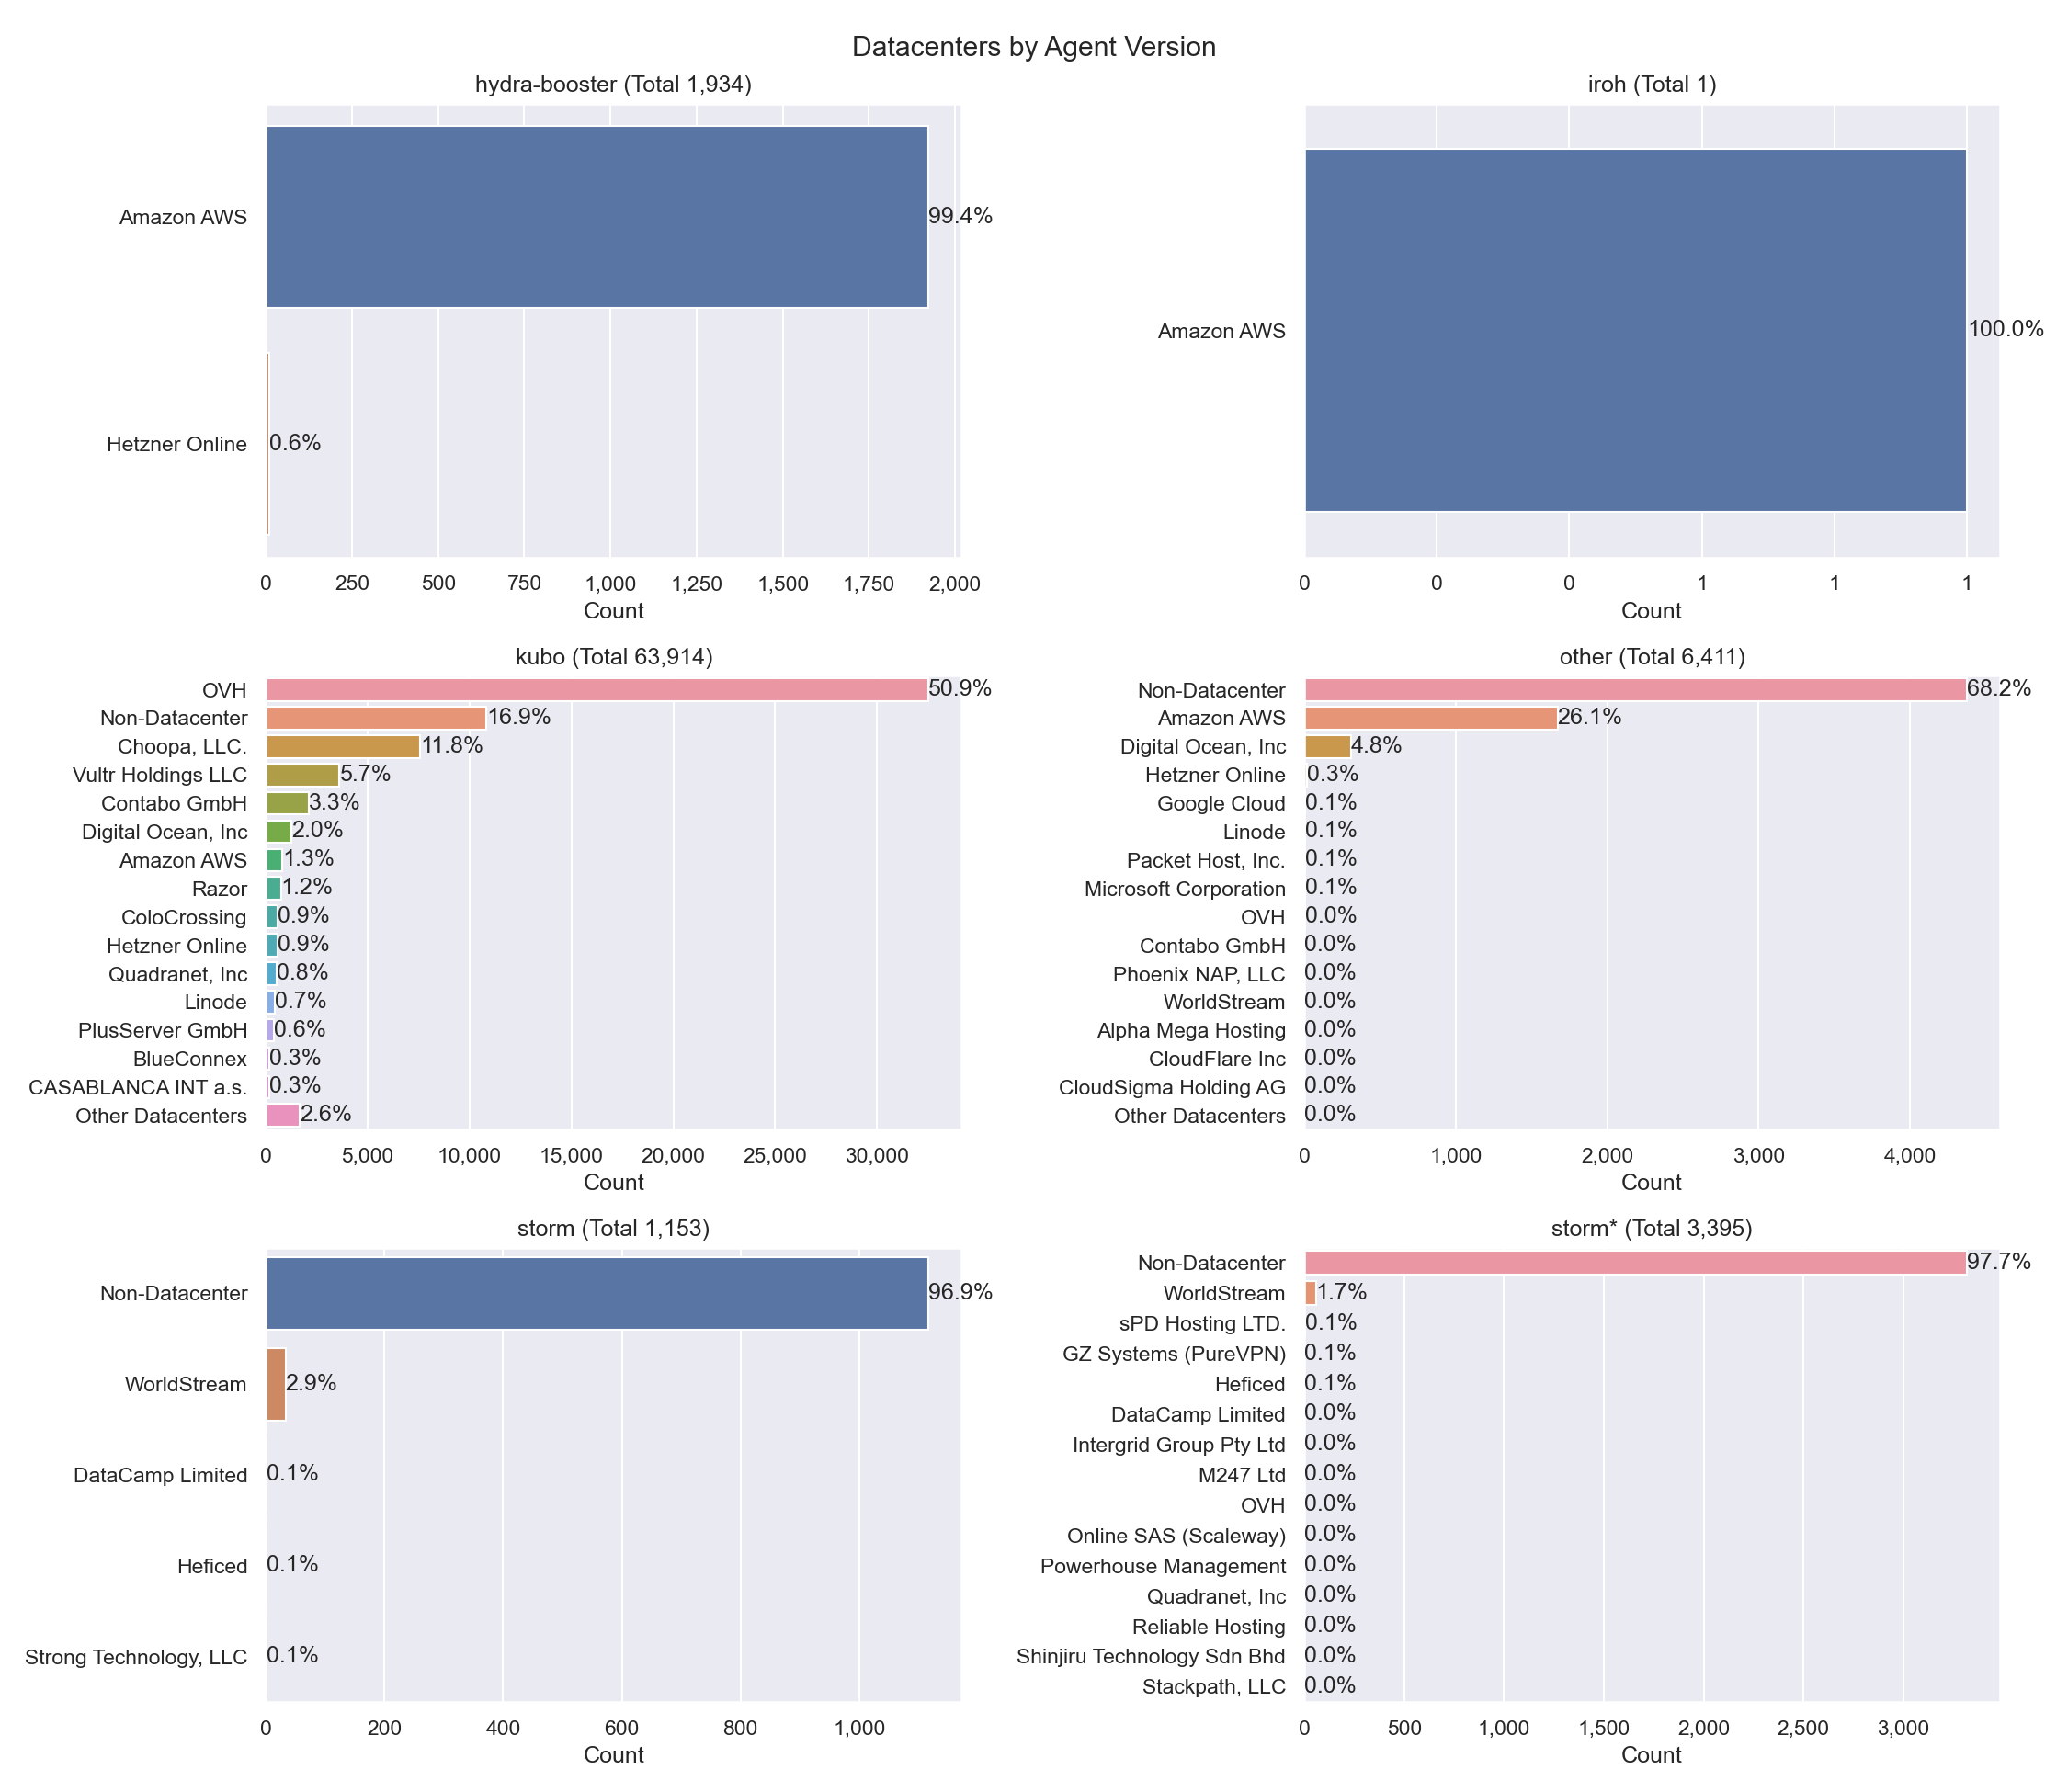 Datacenters by Agent Version
hydra-booster (Total 1,934)
Amazon AWS
99.4%
Hetzner Online
0.6%
0 250 500 750 1,000 1,250 1,500 1,750 2,000
Count
iroh (Total 1)
Amazon AWS
100.0%
0 0 0 1 1 1
Count
kubo (Total 63,914)
OVH 50.9%
Non-Datacenter 16.9%
Choopa, LLC. 11.8%
Vultr Holdings LLC 5.7%
Contabo GmbH 3.3%
Digital Ocean, Inc 2.0%
Amazon AWS 1.3%
Razor 1.2%
ColoCrossing 0.9%
Hetzner Online 0.9%
Quadranet, Inc 0.8%
Linode 0.7%
PlusServer GmbH 0.6%
BlueConnex 0.3%
CASABLANCA INT a.s. 0.3%
Other Datacenters 2.6%
0 5,000 10,000 15,000 20,000 25,000 30,000
Count
other (Total 6,411)
Non-Datacenter 68.2%
Amazon AWS 26.1%
Digital Ocean, Inc 4.8%
Hetzner Online 0.3%
Google Cloud 0.1%
Linode 0.1%
Packet Host, Inc. 0.1%
Microsoft Corporation 0.1%
OVH 0.0%
Contabo GmbH 0.0%
Phoenix NAP, LLC 0.0%
WorldStream 0.0%
Alpha Mega Hosting 0.0%
CloudFlare Inc 0.0%
CloudSigma Holding AG 0.0%
Other Datacenters 0.0%
0 1,000 2,000 3,000 4,000
Count
storm (Total 1,153)
Non-Datacenter 96.9%
WorldStream 2.9%
DataCamp Limited 0.1%
Heficed 0.1%
Strong Technology, LLC 0.1%
0 200 400 600 800 1,000
Count
storm* (Total 3,395)
Non-Datacenter 97.7%
WorldStream 1.7%
sPD Hosting LTD. 0.1%
GZ Systems (PureVPN) 0.1%
Heficed 0.1%
DataCamp Limited 0.0%
Intergrid Group Pty Ltd 0.0%
M247 Ltd 0.0%
OVH 0.0%
Online SAS (Scaleway) 0.0%
Powerhouse Management 0.0%
Quadranet, Inc 0.0%
Reliable Hosting 0.0%
Shinjiru Technology Sdn Bhd 0.0%
Stackpath, LLC 0.0%
0 500 1,000 1,500 2,000 2,500 3,000
Count